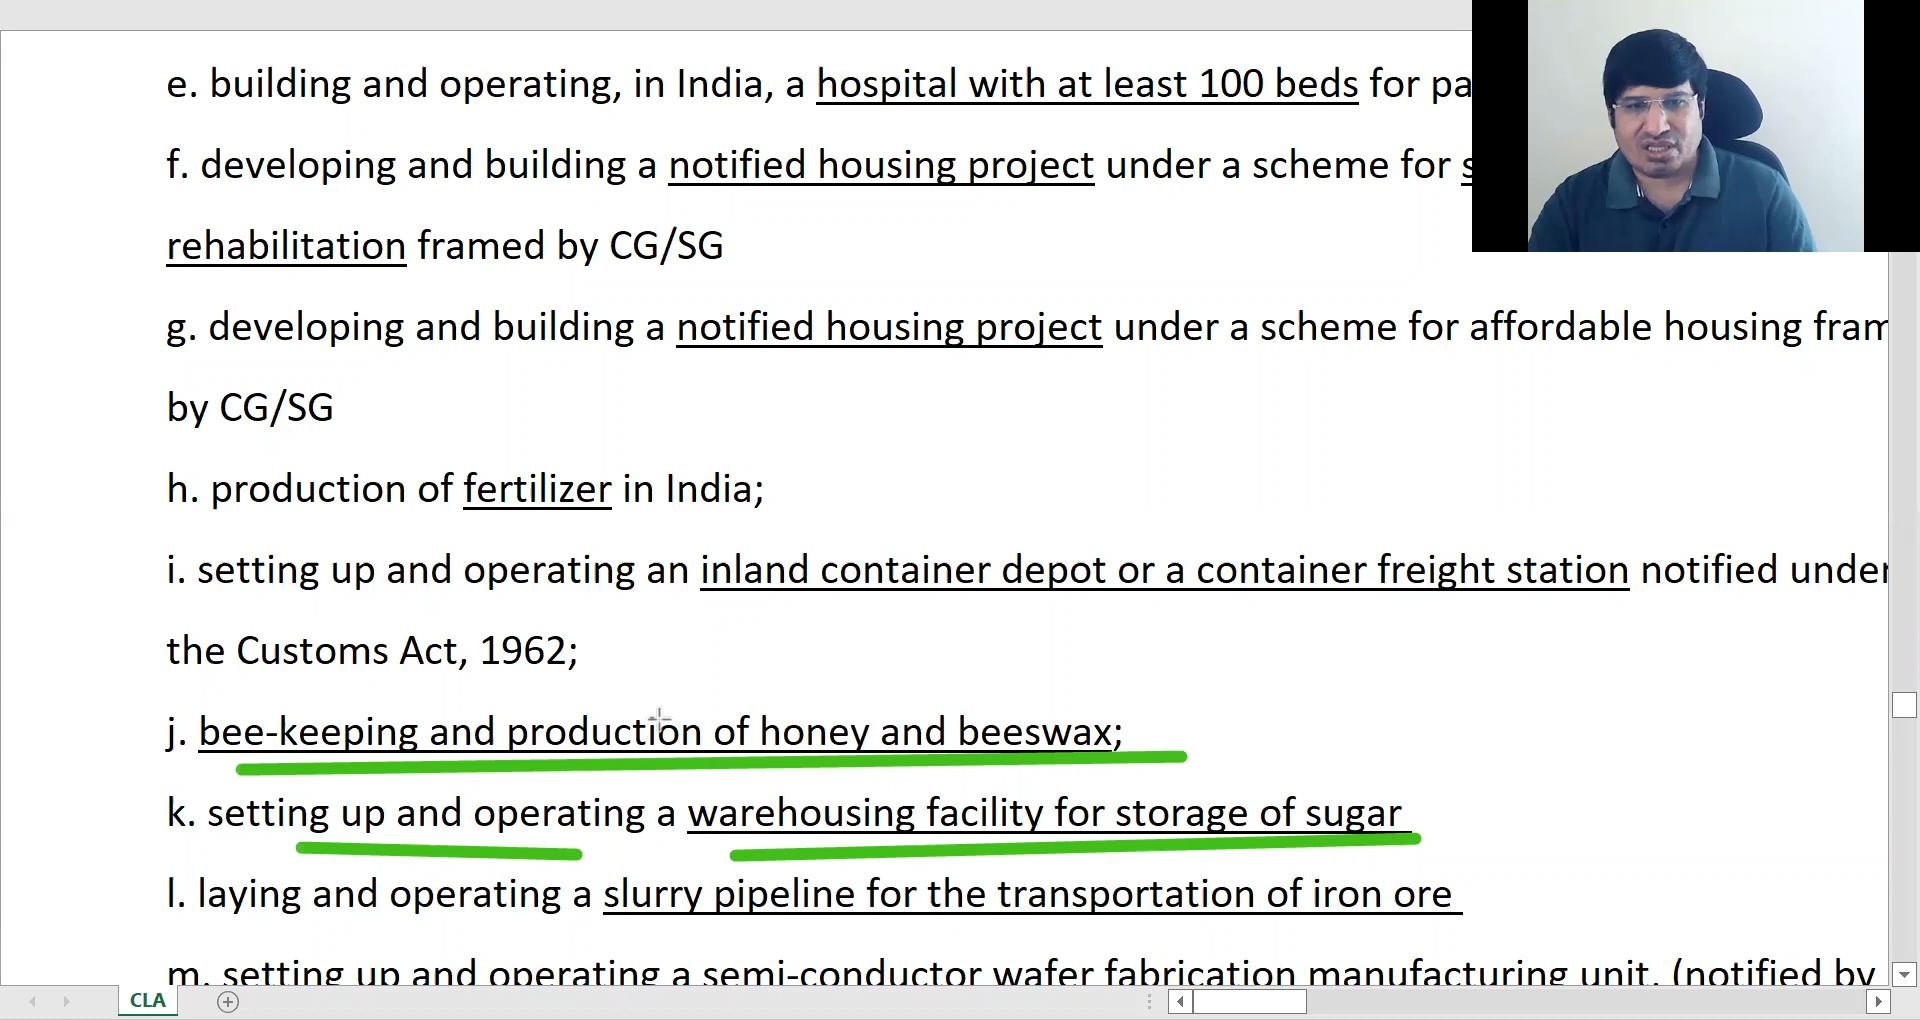 e. building and operating, in India, a hospital with at least 100 beds for
f. developing and building a notified housing project under a scheme for
rehabilitation framed by CG/SG
g. developing and building a notified housing project under a scheme for affordable housing
by CG/SG
h. production of fertilizer in India;
i. setting up and operating an inland container depot or a container freight station notified under
the Customs Act, 1962;
j. bee-keeping and production of honey and beeswax;
k. setting up and operating a warehousing facility for storage of sugar
l. laying and operating a slurry pipeline for the transportation of iron ore
m. setting up and operating a semi-conductor wafer fabrication manufacturing unit, (notified by
CLA